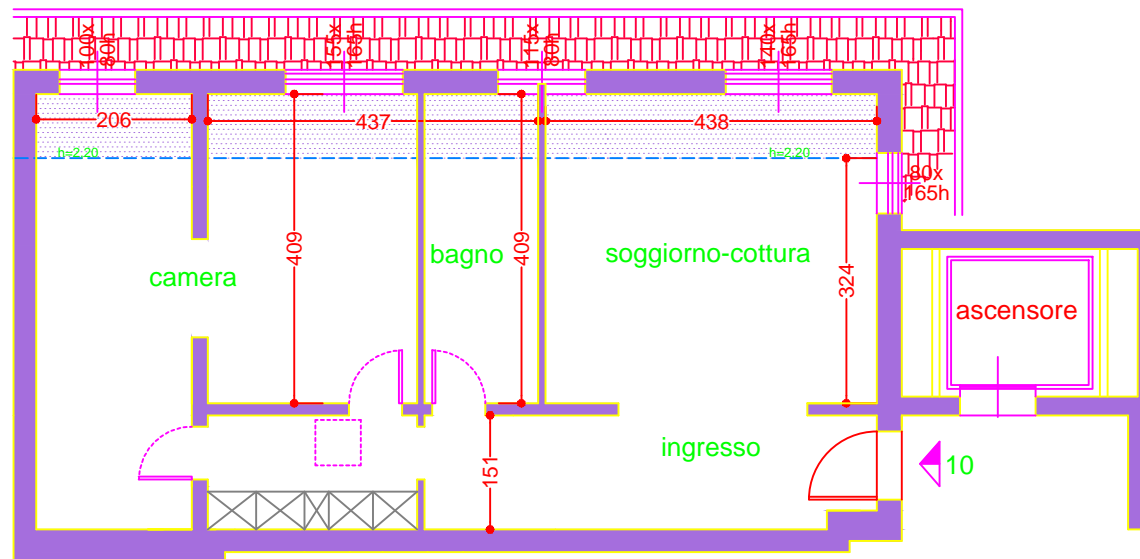 100x
80h
155x
165h
115x
80h
140x
165h
206
437
438
h=2.20
h=2.20
80x
165h
409
409
324
camera
bagno
soggiorno-cottura
ascensore
ingresso
151
10